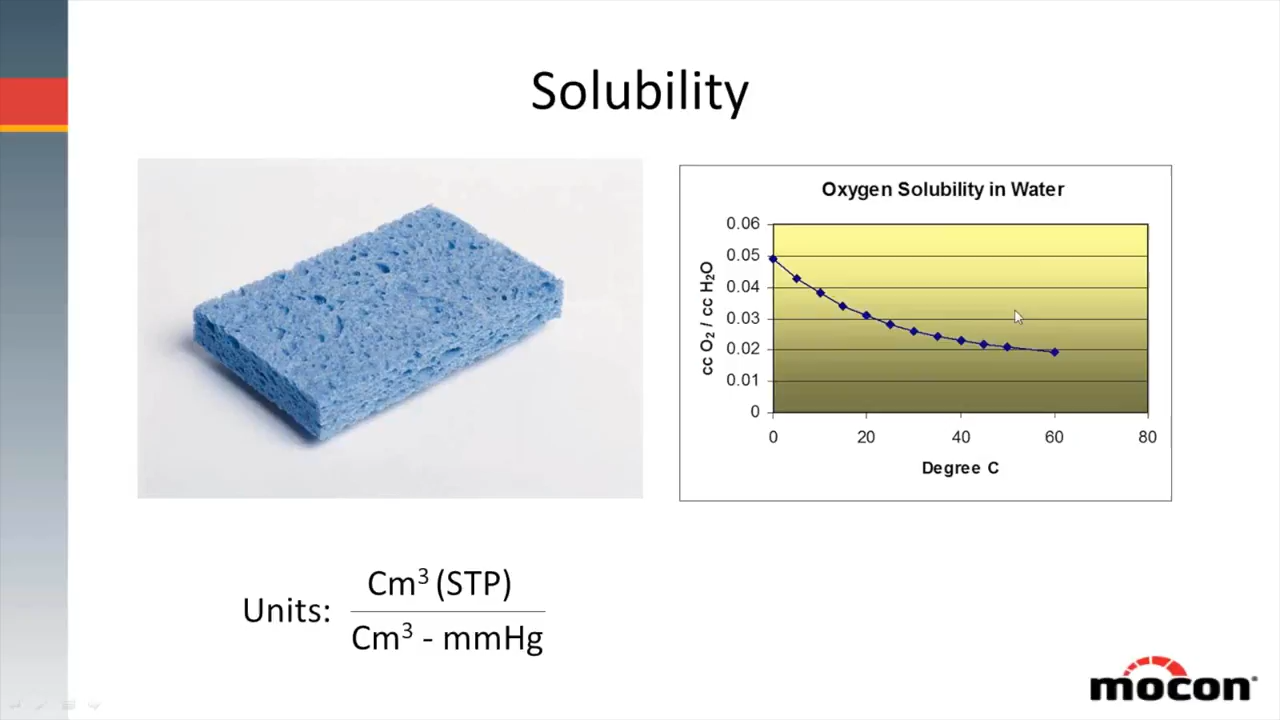 Solubility
Oxygen Solubility in Water
0.06
0.05
0.04
0.03
0.02
0.01
0
cc O₂ / cc H₂O
0 20 40 60 80
Degree C
Units: Cm³ (STP)
Cm³ - mmHg
mocon